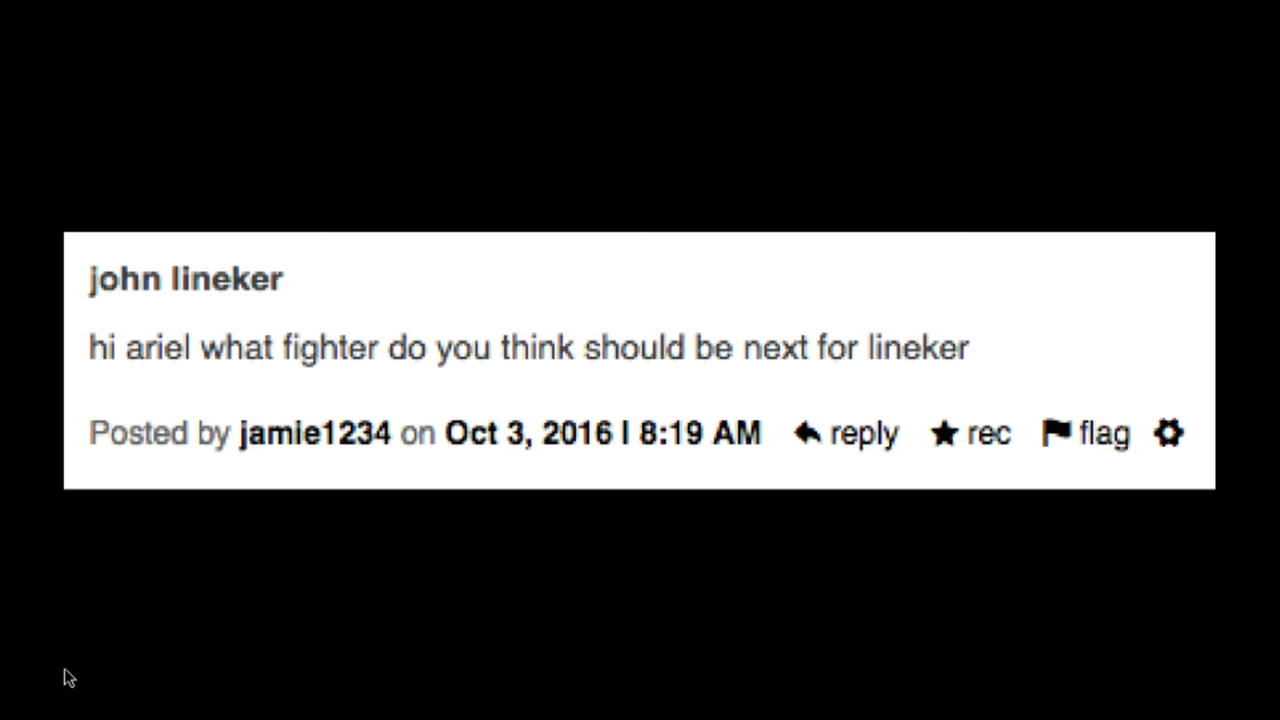 john lineker
hi ariel what fighter do you think should be next for lineker
Posted by jamie1234 on Oct 3, 2016 | 8:19 AM reply rec flag